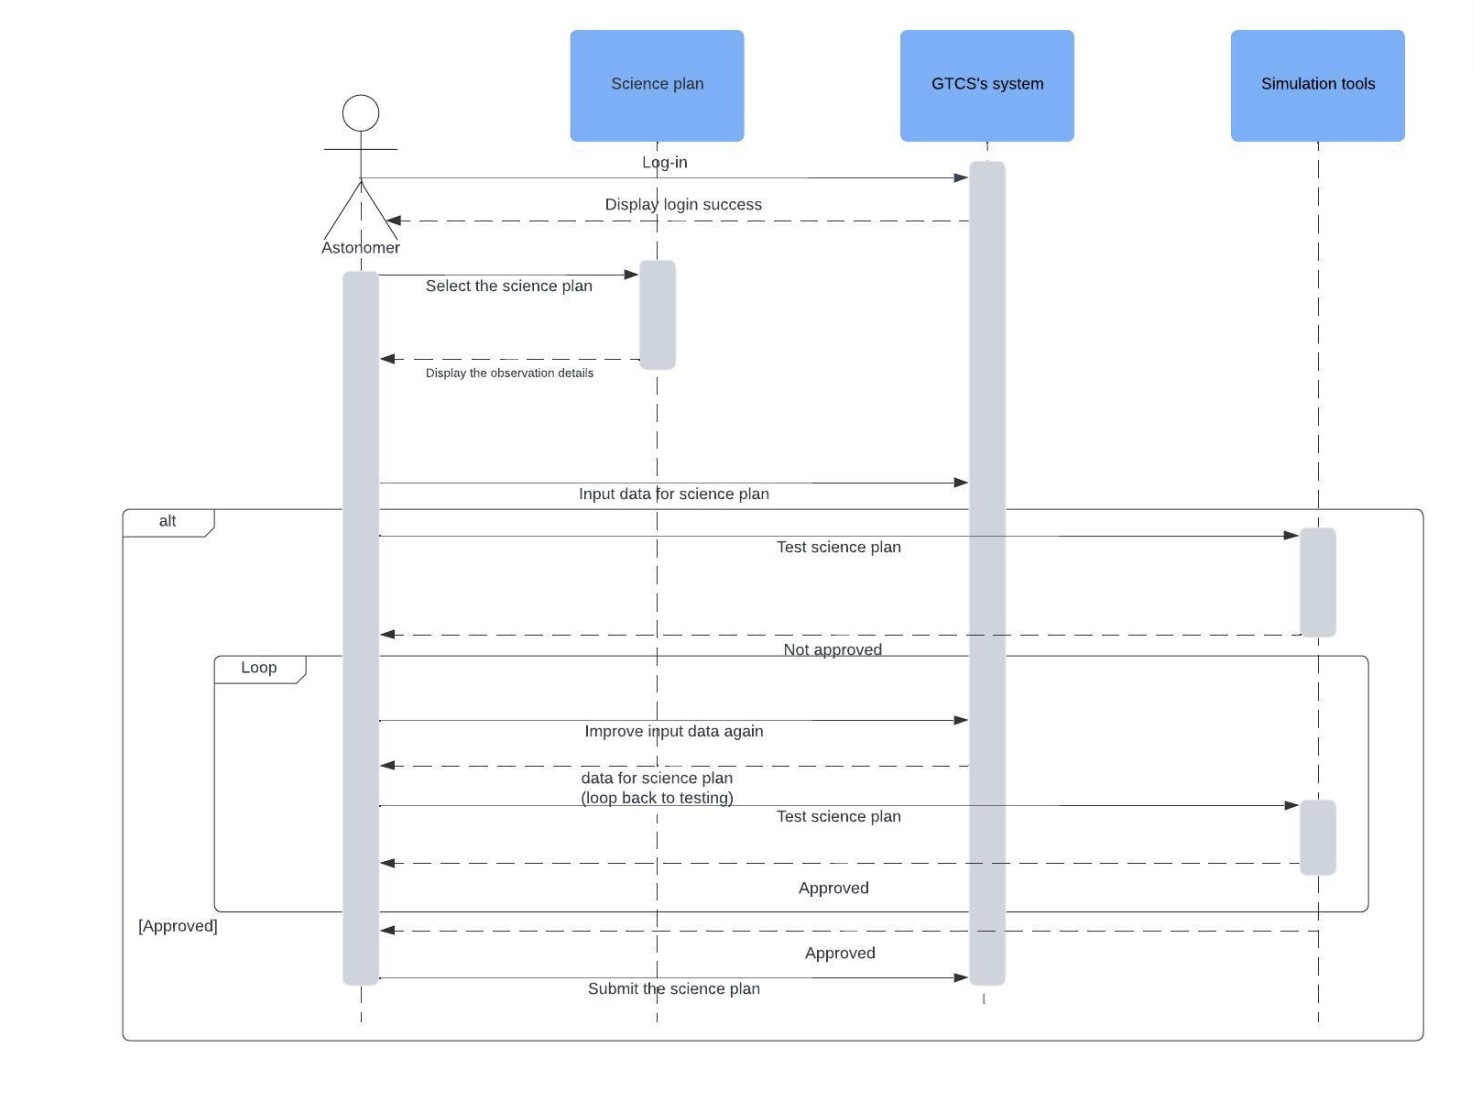 Science plan
GTCS's system
Simulation tools
Log-in
Display login success
Astonomer
Select the science plan
Display the observation details
Input data for science plan
alt
Test science plan
Not approved
Loop
Improve input data again
data for science plan
(loop back to testing)
Test science plan
Approved
[Approved]
Approved
Submit the science plan